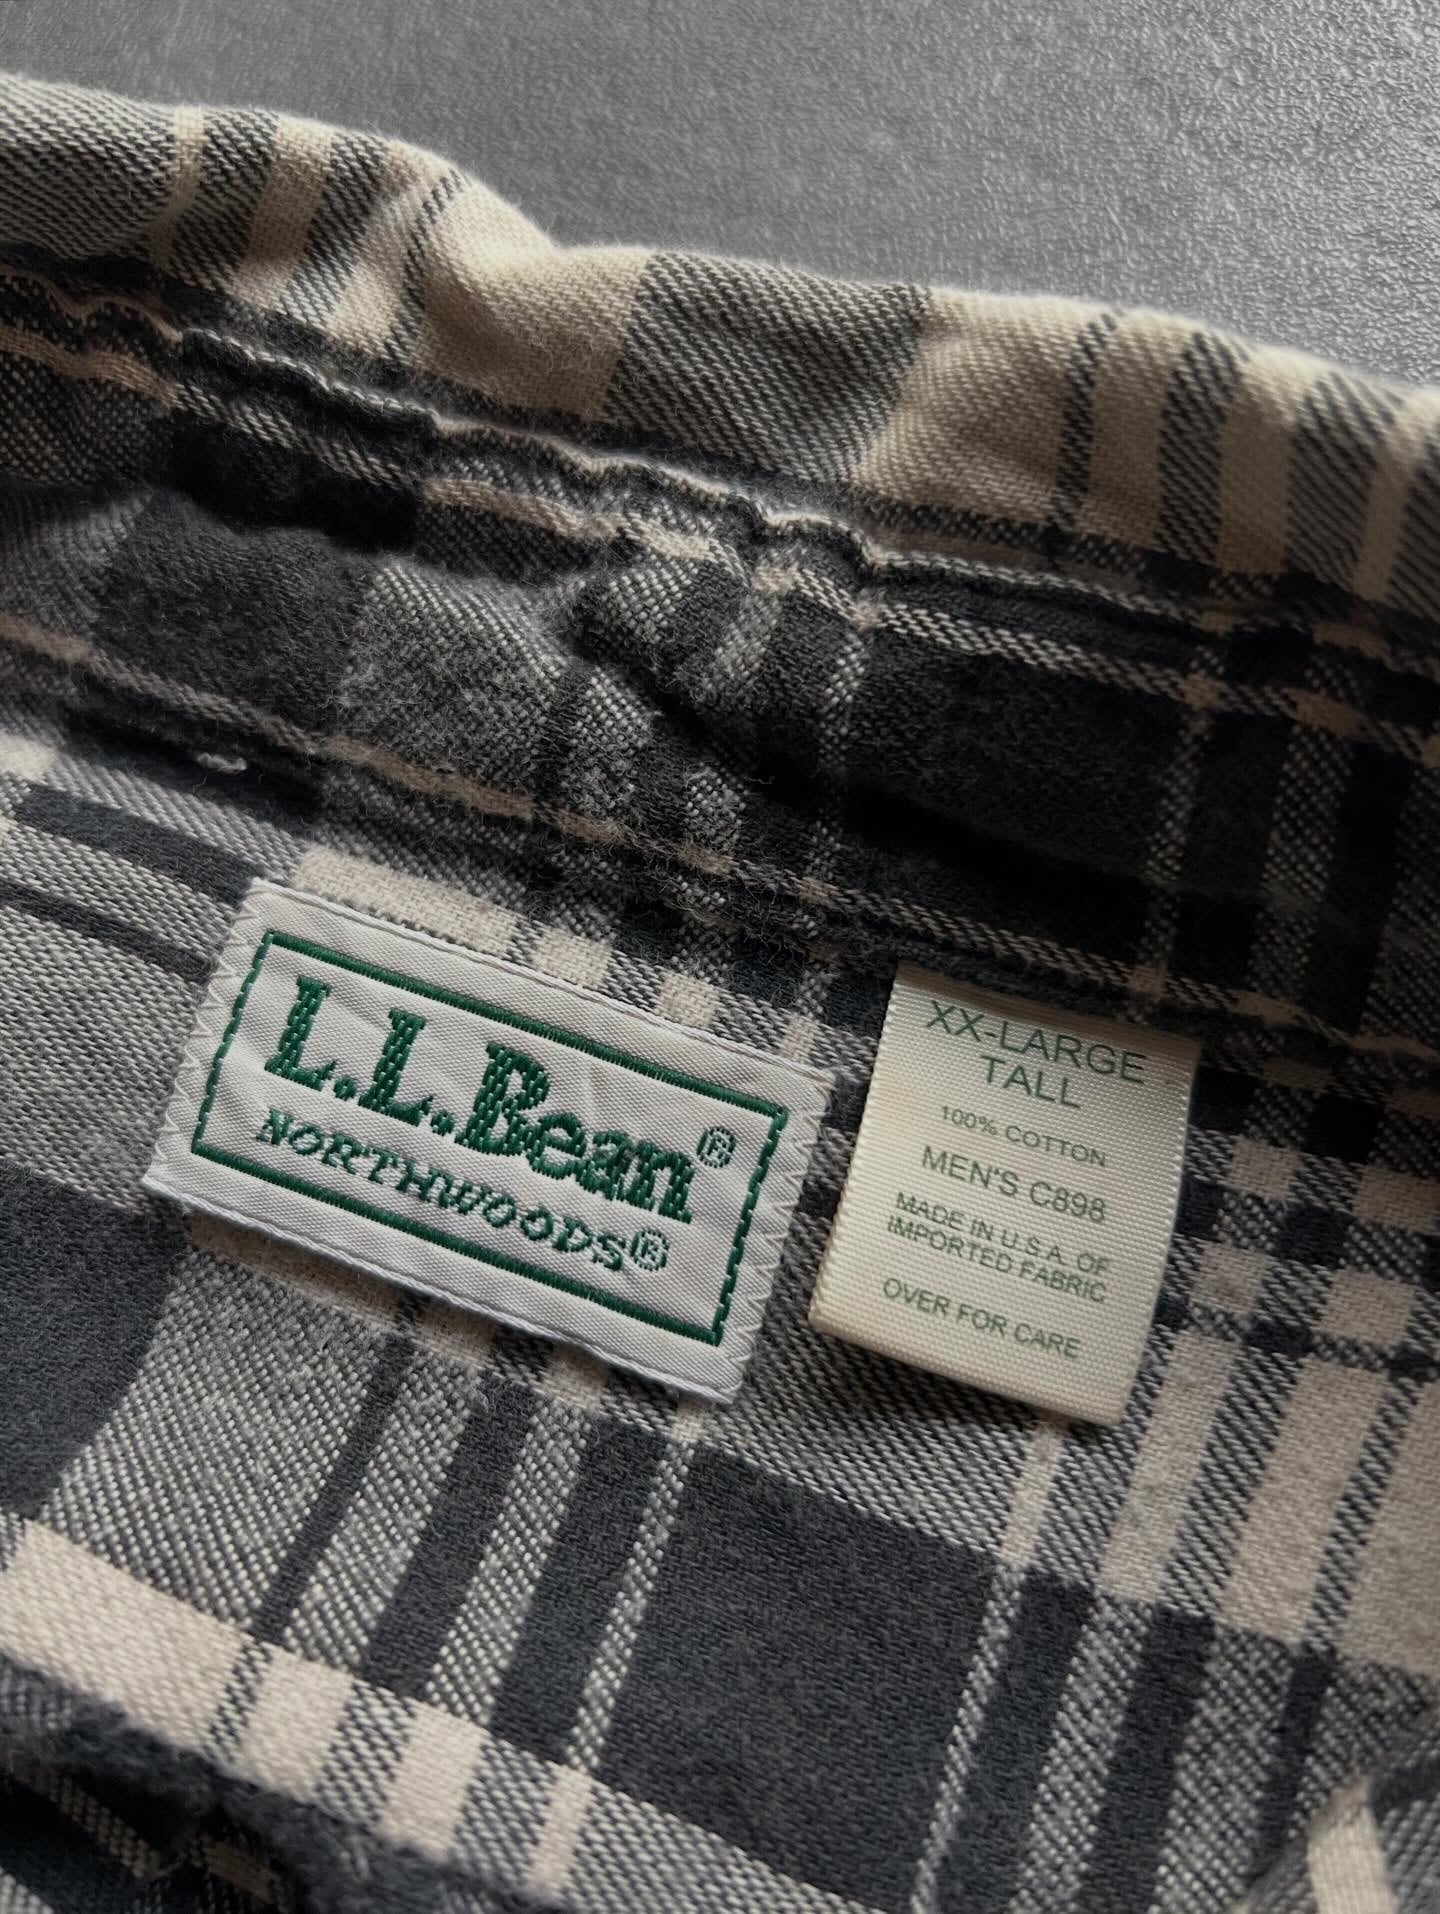 L.L.Bean®
NORTHWOODS®
XX-LARGE
TALL
100% COTTON
MEN'S C898
MADE IN U.S.A. OF
IMPORTED FABRIC
OVER FOR CARE